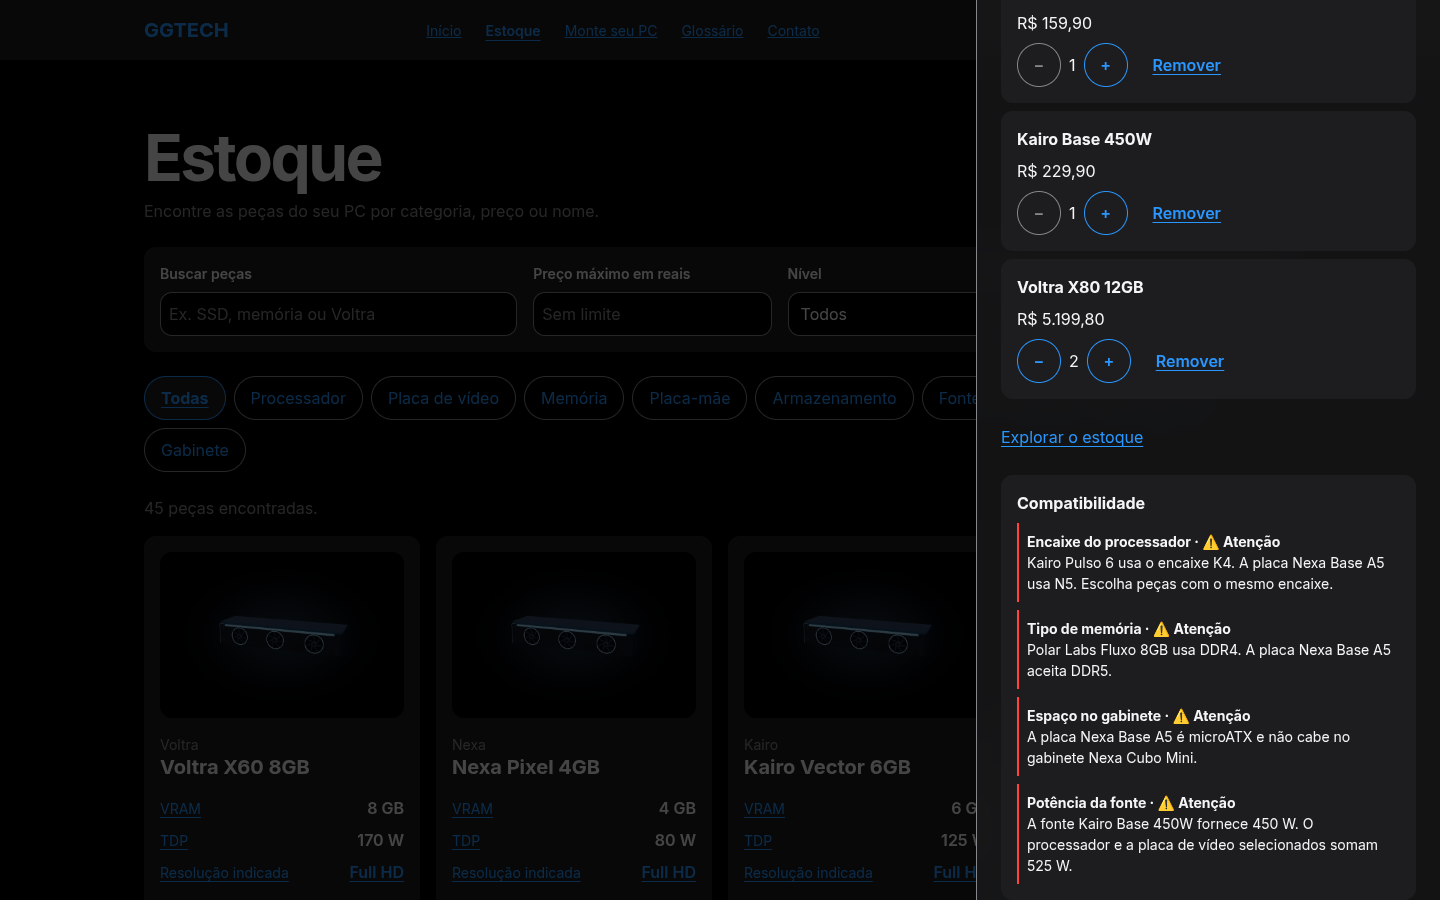 GGTECH
Início Estoque Monte seu PC Glossário Contato
Estoque
Encontre as peças do seu PC por categoria, preço ou nome.
Buscar peças Preço máximo em reais Nível
Ex. SSD, memória ou Voltra Sem limite Todos
Todas Processador Placa de vídeo Memória Placa-mãe Armazenamento Fonte
Gabinete
45 peças encontradas.
Voltra
Voltra X60 8GB
VRAM 8 GB
TDP 170 W
Resolução indicada Full HD
Nexa
Nexa Pixel 4GB
VRAM 4 GB
TDP 80 W
Resolução indicada Full HD
Kairo
Kairo Vector 6GB
VRAM 6 G
TDP 125 W
Resolução indicada Full H
R$ 159,90
− 1 + Remover
Kairo Base 450W
R$ 229,90
− 1 + Remover
Voltra X80 12GB
R$ 5.199,80
− 2 + Remover
Explorar o estoque
Compatibilidade
Encaixe do processador · ⚠️ Atenção
Kairo Pulso 6 usa o encaixe K4. A placa Nexa Base A5
usa N5. Escolha peças com o mesmo encaixe.
Tipo de memória · ⚠️ Atenção
Polar Labs Fluxo 8GB usa DDR4. A placa Nexa Base A5
aceita DDR5.
Espaço no gabinete · ⚠️ Atenção
A placa Nexa Base A5 é microATX e não cabe no
gabinete Nexa Cubo Mini.
Potência da fonte · ⚠️ Atenção
A fonte Kairo Base 450W fornece 450 W. O
processador e a placa de vídeo selecionados somam
525 W.